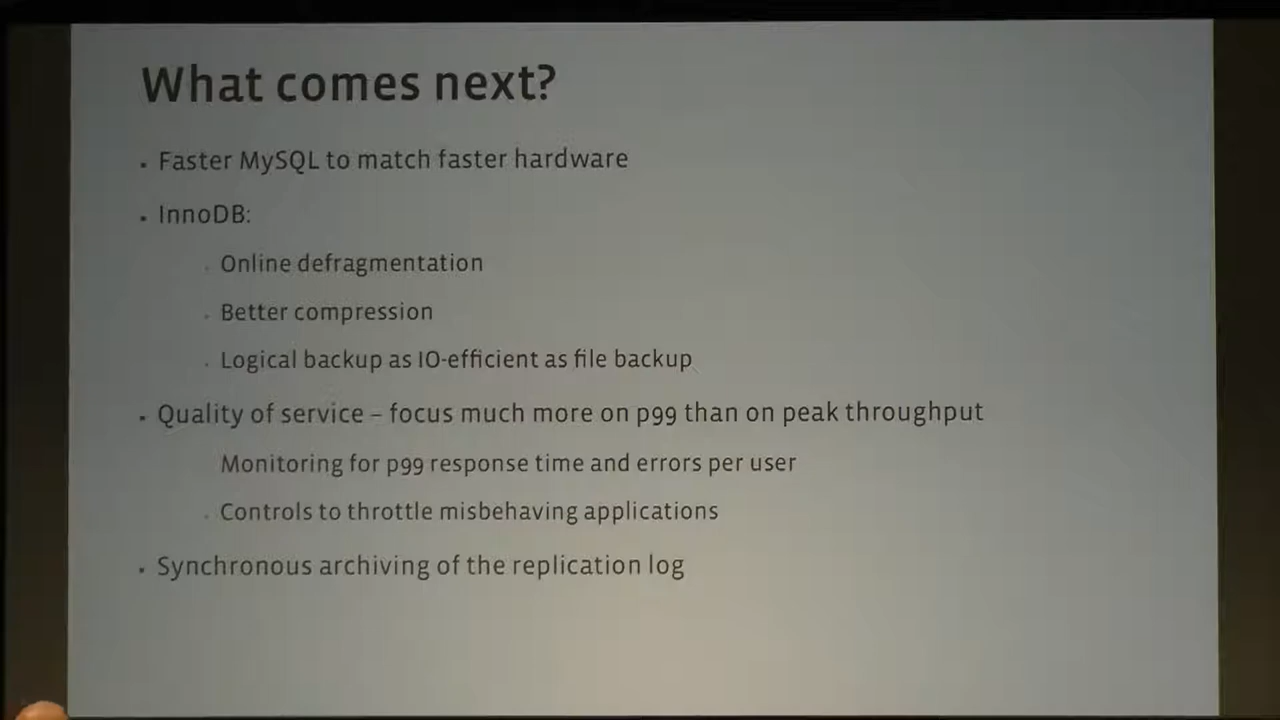 What comes next?
Faster MySQL to match faster hardware
InnoDB:
Online defragmentation
Better compression
Logical backup as IO-efficient as file backup
Quality of service – focus much more on p99 than on peak throughput
Monitoring for p99 response time and errors per user
Controls to throttle misbehaving applications
Synchronous archiving of the replication log